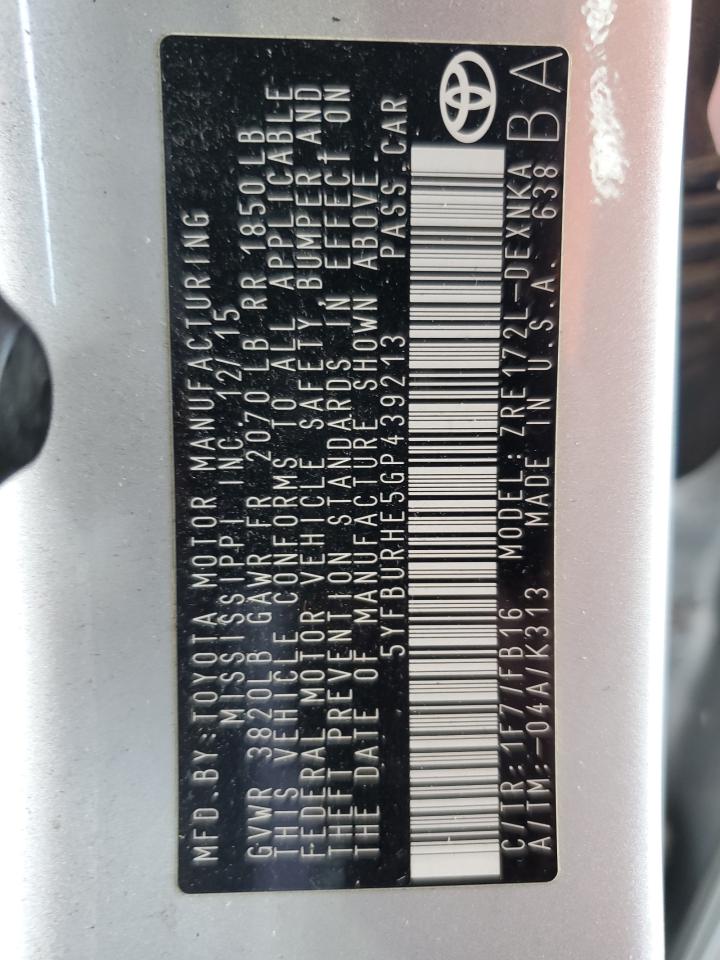 MFD.BY:TOYOTA MOTOR MANUFACTURING
MISSISSIPPI INC. 12/15
GVWR 3820LB GAWR FR 2070LB RR 1850LB
THIS VEHICLE CONFORMS TO ALL APPLICABLE
FEDERAL MOTOR VEHICLE SAFETY, BUMPER AND
THEFT PREVENTION STANDARDS IN EFFECT ON
THE DATE OF MANUFACTURE SHOWN ABOVE.
5YFBURHE5GP439213 PASS.CAR
C/TR:1F7/FB16 MODEL:ZRE172L-DEXNKA
A/TM:-04A/K313 MADE IN U.S.A. 638
BA